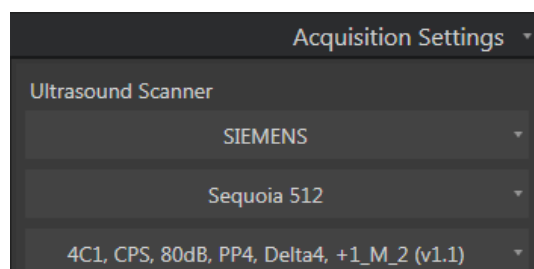 Acquisition Settings
Ultrasound Scanner
SIEMENS
Sequoia 512
4C1, CPS, 80dB, PP4, Delta4, +1_M_2 (v1.1)